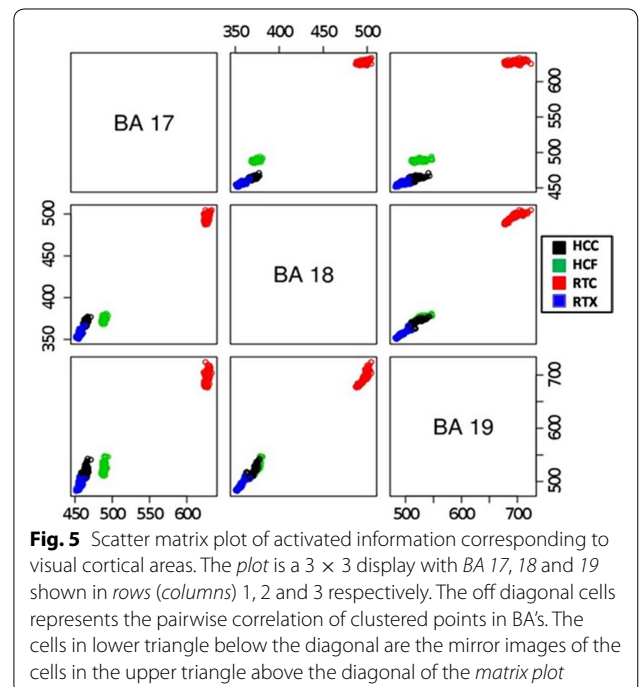 350 400 450 500
BA 17
450 500 550 600
350 400 450 500
BA 18
HCC
HCF
RTC
RTX
BA 19
500 600 700
450 500 550 600
500 600 700
Fig. 5 Scatter matrix plot of activated information corresponding to
visual cortical areas. The plot is a 3 × 3 display with BA 17, 18 and 19
shown in rows (columns) 1, 2 and 3 respectively. The off diagonal cells
represents the pairwise correlation of clustered points in BA's. The
cells in lower triangle below the diagonal are the mirror images of the
cells in the upper triangle above the diagonal of the matrix plot